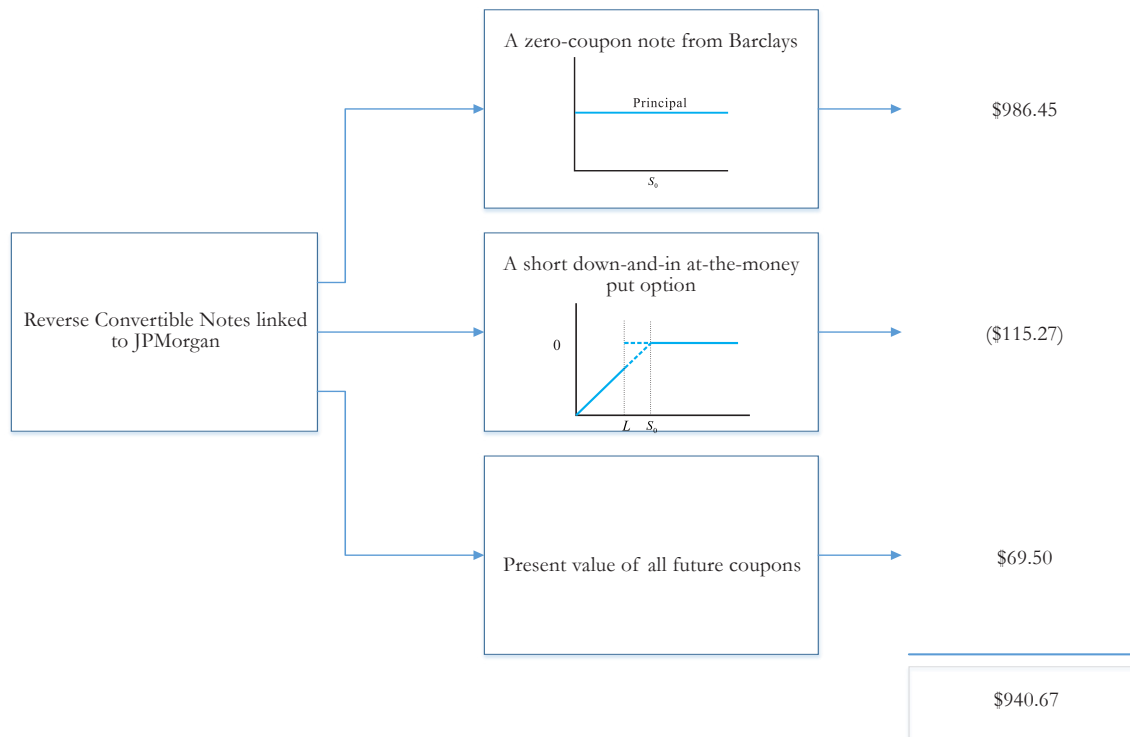 A zero-coupon note from Barclays
Principal
S₀
$986.45
Reverse Convertible Notes linked
to JPMorgan
A short down-and-in at-the-money
put option
0
L S₀
($115.27)
Present value of all future coupons
$69.50
$940.67